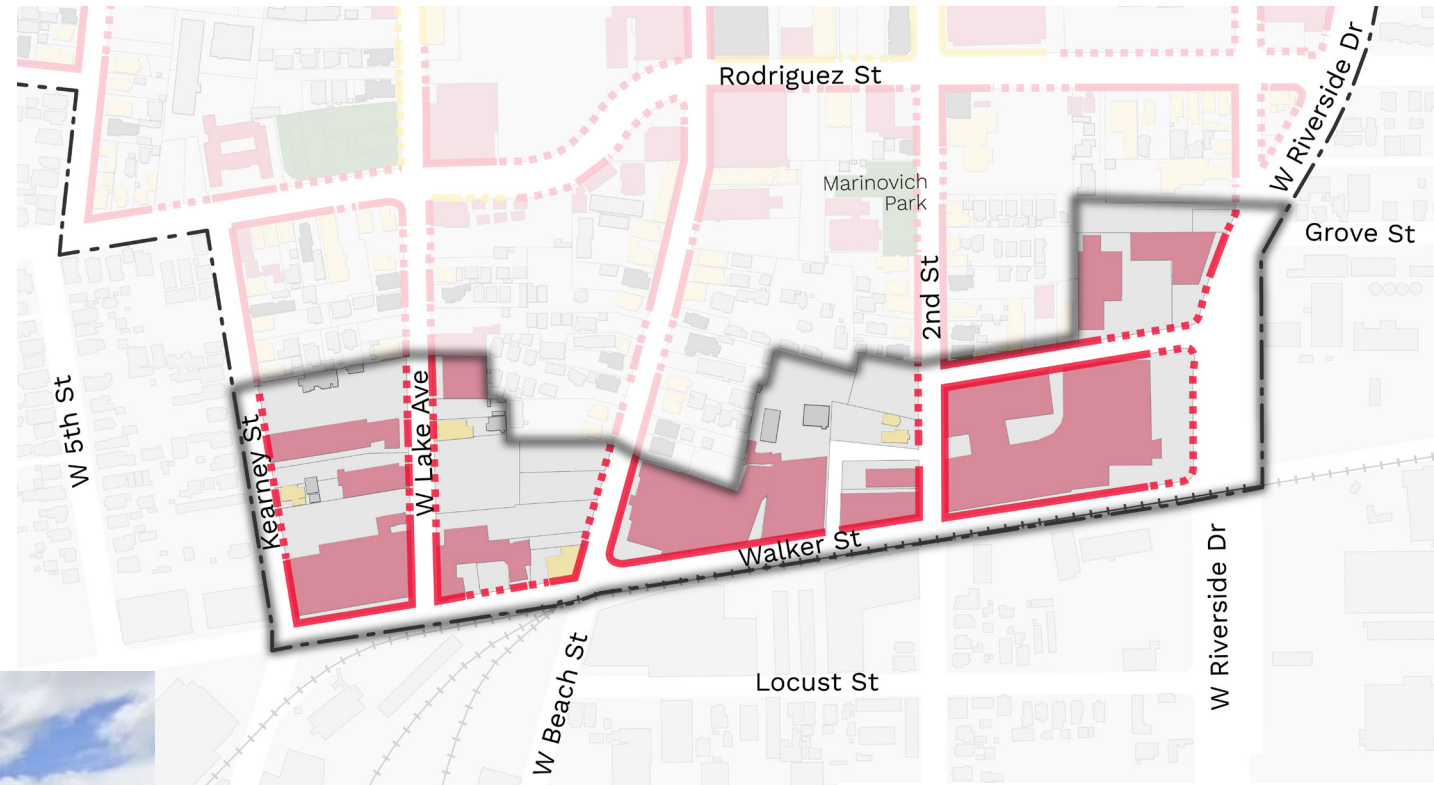 Rodriguez St
W Riverside Dr
Marinovich
Park
Grove St
2nd St
W 5th St
Kearney St
W Lake Ave
Walker St
W Beach St
Locust St
W Riverside Dr